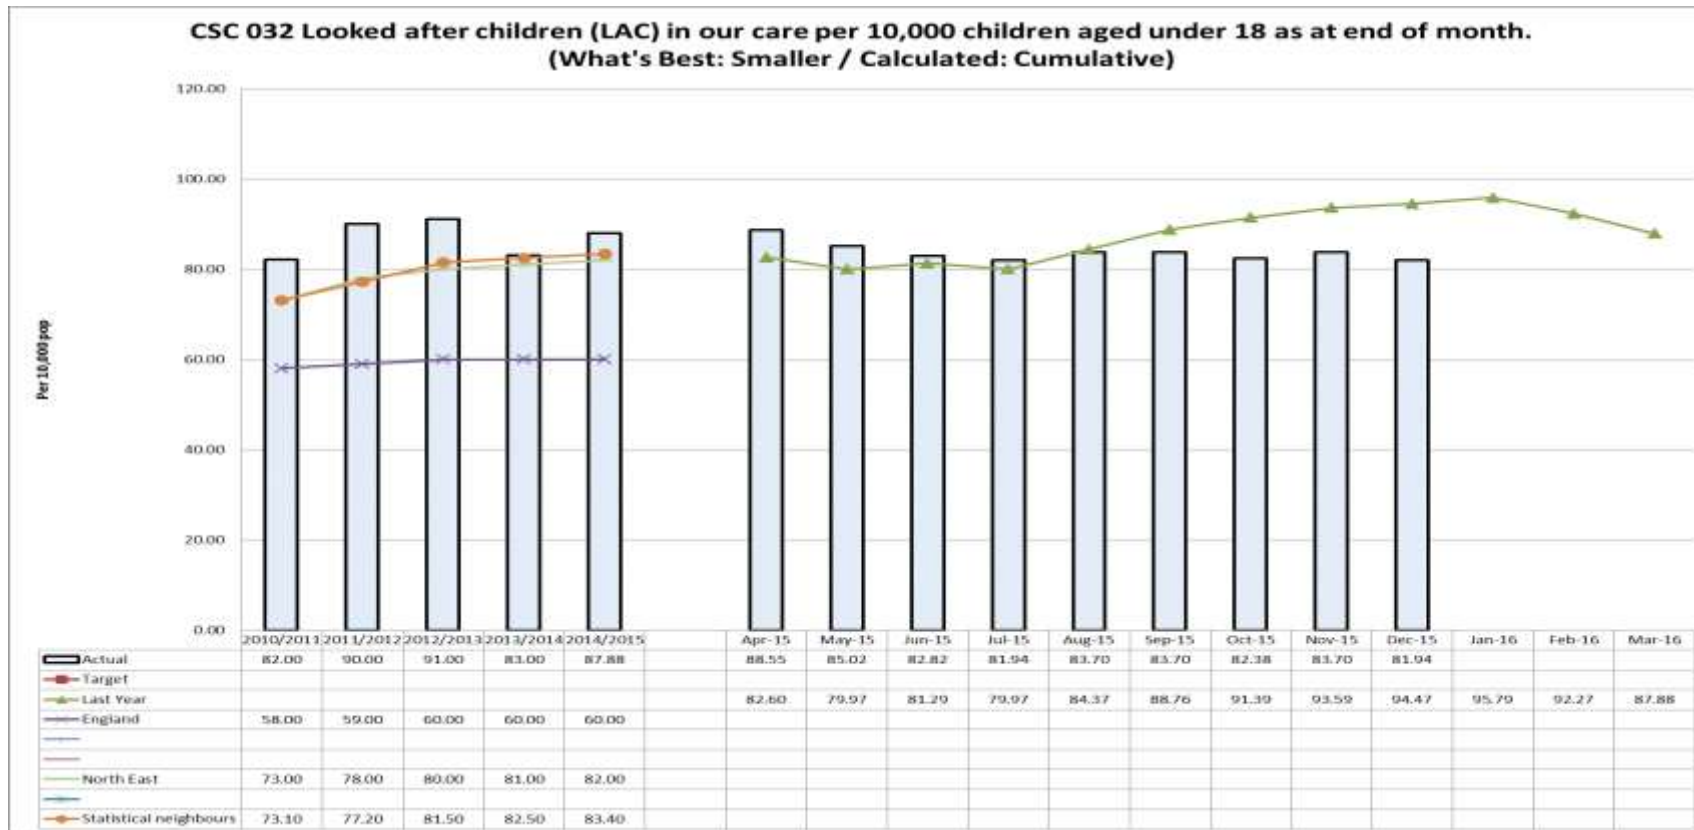 CSC 032 Looked after children (LAC) in our care per 10,000 children aged under 18 as at end of month.
(What's Best: Smaller / Calculated: Cumulative)
120.00
100.00
80.00
60.00
40.00
20.00
0.00
Per 10,000 pop
2010/2011 2011/2012 2012/2013 2013/2014 2014/2015 Apr-15 May-15 Jun-15 Jul-15 Aug-15 Sep-15 Oct-15 Nov-15 Dec-15 Jan-16 Feb-16 Mar-16
Actual 82.00 90.00 91.00 83.00 87.88 88.55 85.02 82.82 81.94 83.70 83.70 82.38 83.70 81.94
Target
Last Year 82.60 79.97 81.29 79.97 84.37 88.76 91.39 93.59 94.47 95.79 92.27 87.88
England 58.00 59.00 60.00 60.00 60.00
North East 73.00 78.00 80.00 81.00 82.00
Statistical neighbours 73.10 77.20 81.50 82.50 83.40